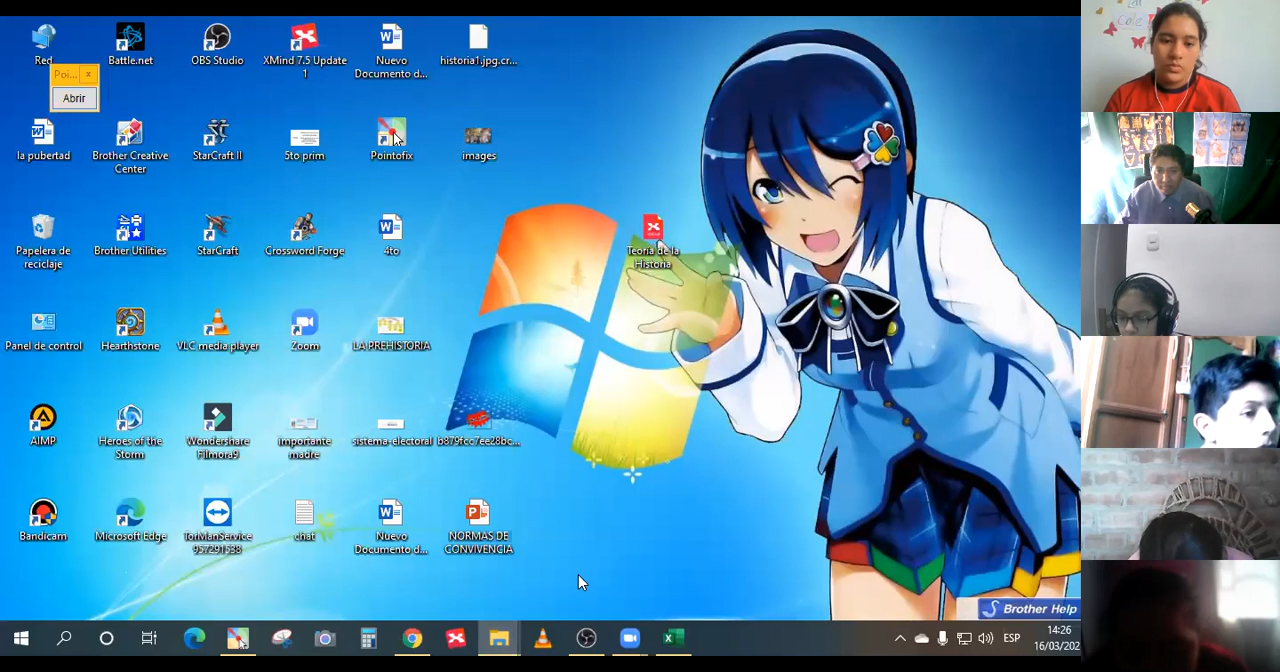 Red
Battle.net
OBS Studio
XMind 7.5 Update
1
Nuevo
Documento d...
historia1.jpg.cr...
Poi... x
Abrir
la pubertad
Brother Creative
Center
StarCraft II
5to prim
Pointofix
images
Papelera de
reciclaje
Brother Utilities
StarCraft
Crossword Forge
4to
Teoria de la
Historia
Panel de control
Hearthstone
VLC media player
Zoom
LA PREHISTORIA
AIMP
Heroes of the
Storm
Wondershare
Filmora9
importante
madre
sistema-electoral
b879fcc7ee28bc...
Bandicam
Microsoft Edge
TorManService
957291538
chat
Nuevo
Documento d...
NORMAS DE
CONVIVENCIA
Brother Help
ESP
14:26
16/03/202